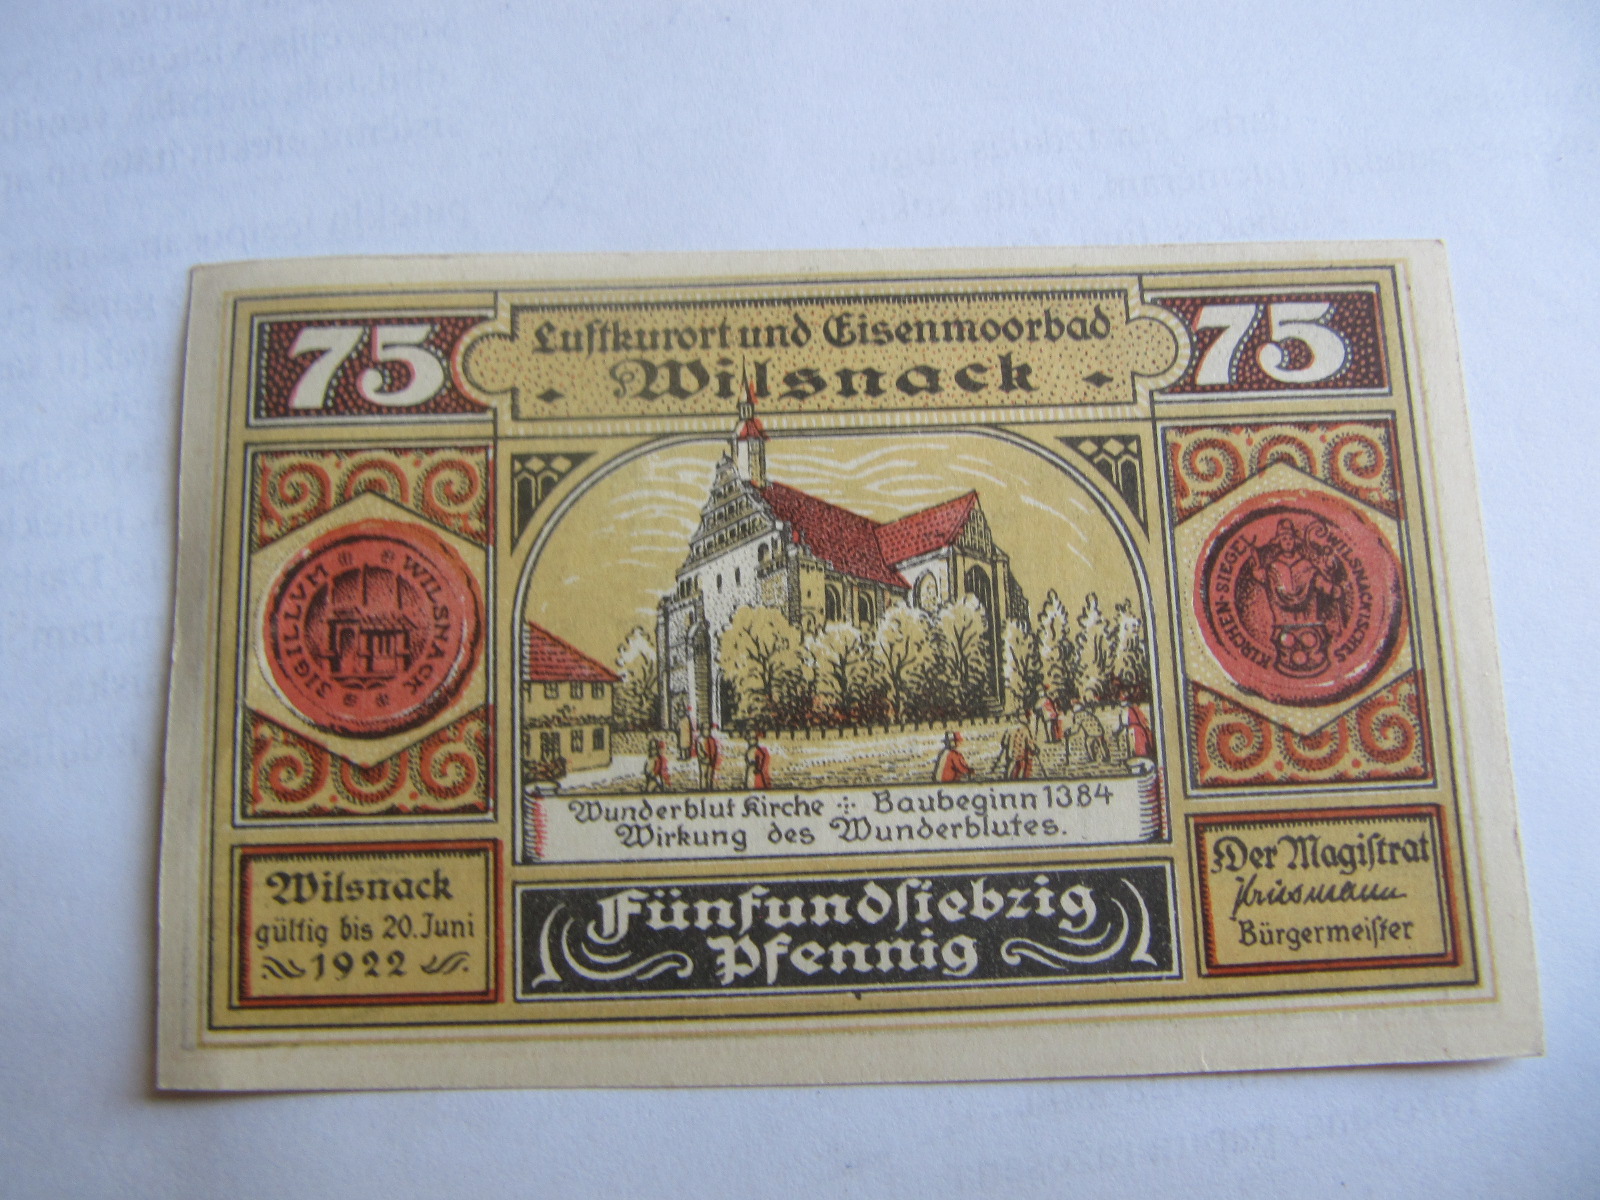 75
Luftkurort und Eisenmoorbad
75
Wilsnack
SIGILLVM WILSNACK
KIRCHEN-SIEGEL WILSNACKISCHS
Wunderblut Kirche Baubeginn 1384
Wirkung des Wunderblutes.
Wilsnack
gültig bis 20. Juni
1922
Fünfundsiebzig
Pfennig
Der Magistrat
Bürgermeister